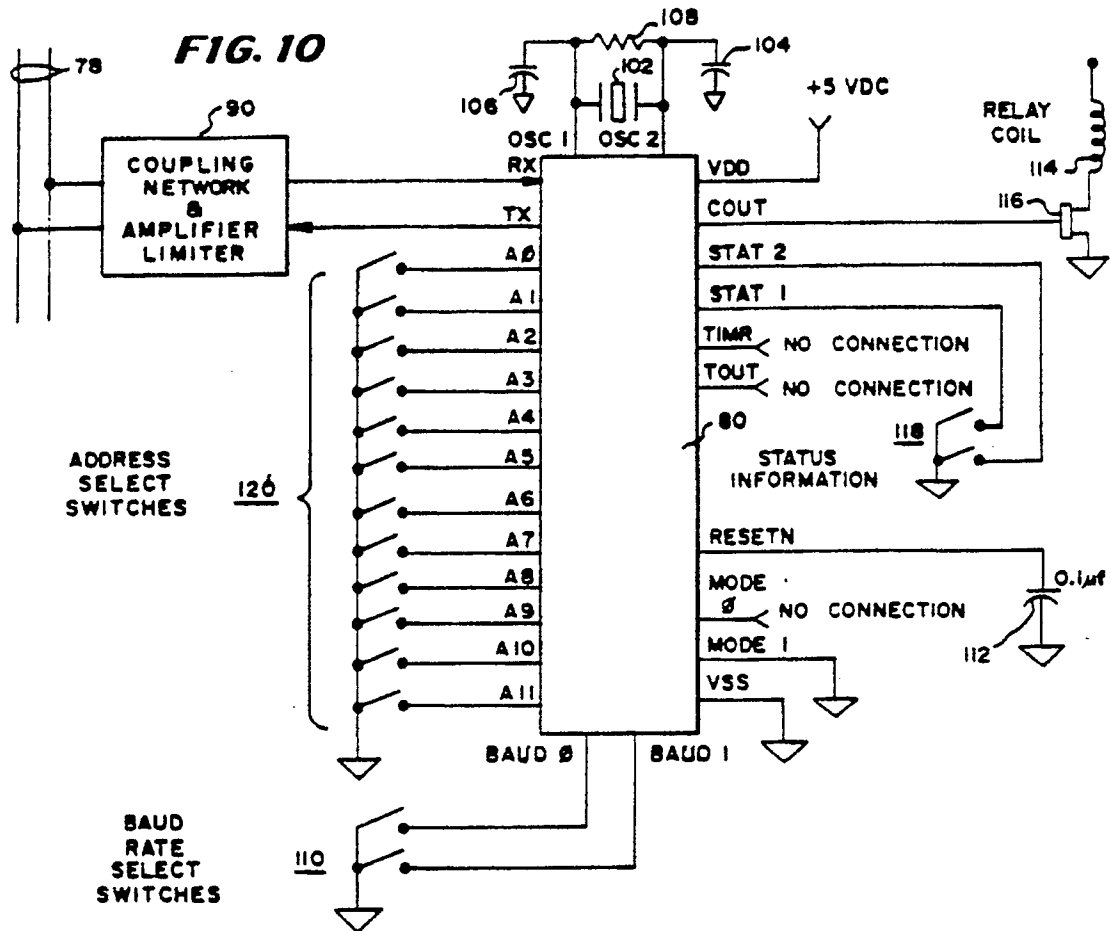 FIG. 10
78
90
COUPLING
NETWORK
&
AMPLIFIER
LIMITER
108
104
102
106
OSC 1
OSC 2
+5 VDC
RELAY
COIL
114
116
RX
TX
VDD
COUT
STAT 2
STAT 1
TIMR
NO CONNECTION
TOUT
NO CONNECTION
80
118
STATUS
INFORMATION
A0
A1
A2
A3
A4
A5
A6
A7
A8
A9
A10
A11
ADDRESS
SELECT
SWITCHES
120
RESETN
0.1µf
112
MODE
0
NO CONNECTION
MODE 1
VSS
BAUD 0
BAUD 1
BAUD
RATE
SELECT
SWITCHES
110